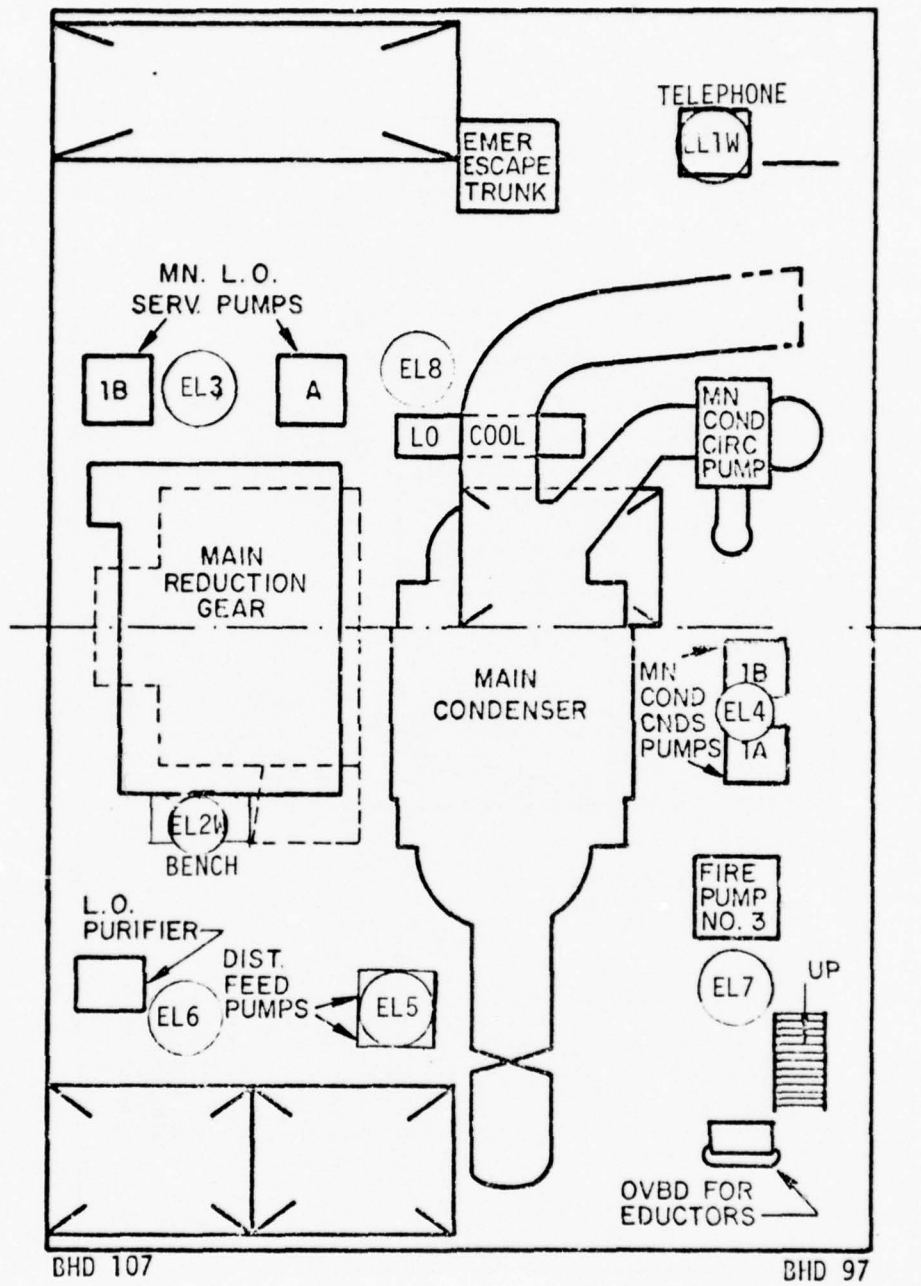 TELEPHONE
EL1W
EMER
ESCAPE
TRUNK
MN. L.O.
SERV. PUMPS
1B
EL3
A
EL8
LO COOL
MN
COND
CIRC
PUMP
MAIN
REDUCTION
GEAR
MAIN
CONDENSER
MN
COND
CNDS
PUMPS
1B
EL4
1A
EL2W
BENCH
FIRE
PUMP
NO. 3
L.O.
PURIFIER
DIST.
FEED
PUMPS
EL6
EL5
EL7
UP
OVBD FOR
EDUCTORS
BHD 107
BHD 97